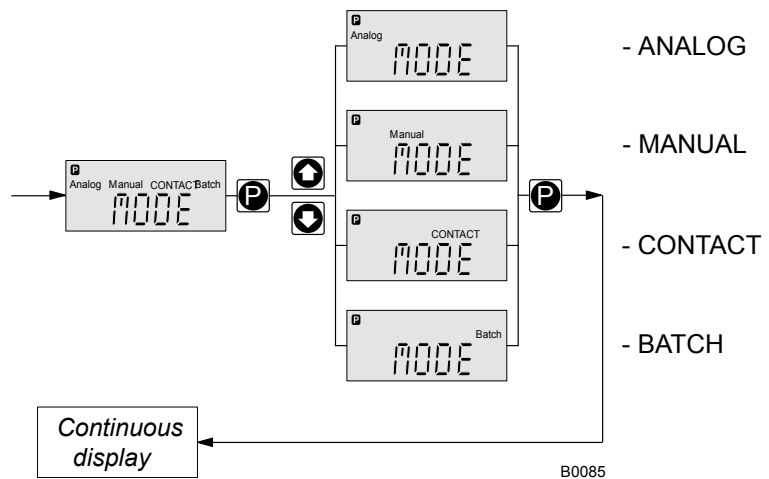 P
Analog
MODE
- ANALOG
P
Manual
MODE
- MANUAL
P
Analog Manual CONTACT Batch
MODE
P
P
P
CONTACT
MODE
- CONTACT
P
Batch
MODE
- BATCH
Continuous
display
B0085